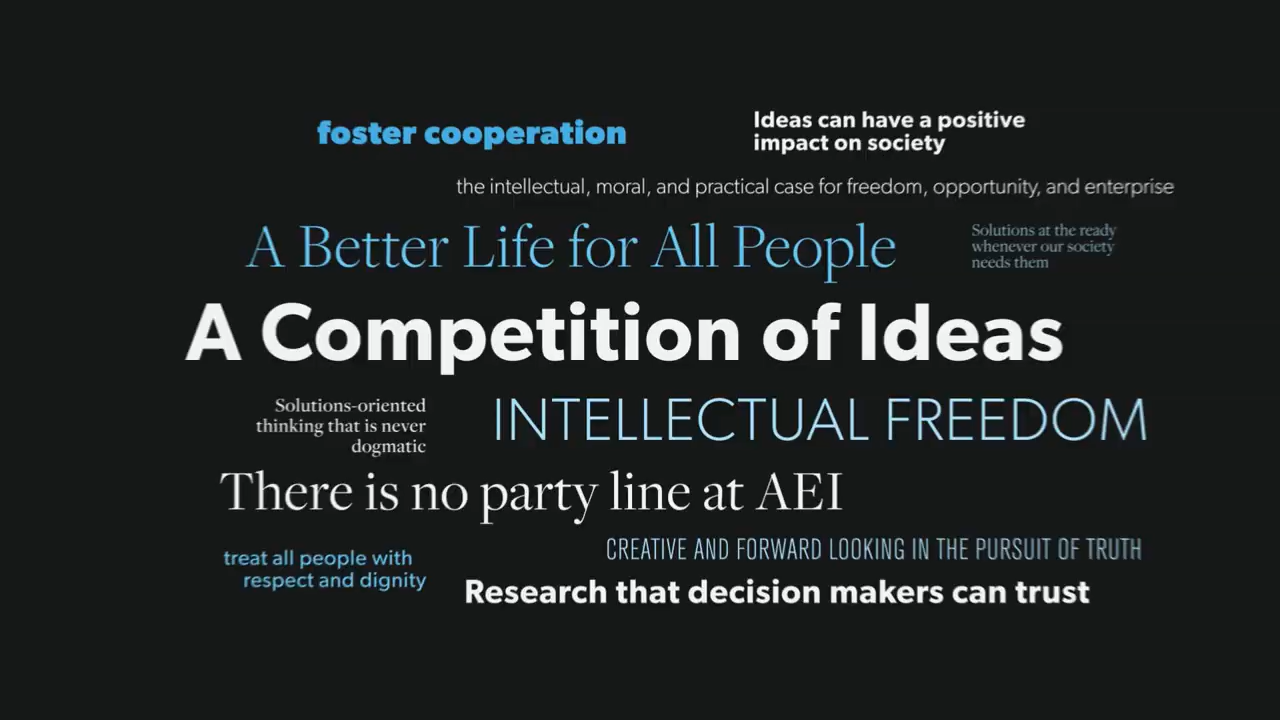 foster cooperation
Ideas can have a positive
impact on society
the intellectual, moral, and practical case for freedom, opportunity, and enterprise
A Better Life for All People
Solutions at the ready
whenever our society
needs them
A Competition of Ideas
Solutions-oriented
thinking that is never
dogmatic
INTELLECTUAL FREEDOM
There is no party line at AEI
CREATIVE AND FORWARD LOOKING IN THE PURSUIT OF TRUTH
treat all people with
respect and dignity
Research that decision makers can trust